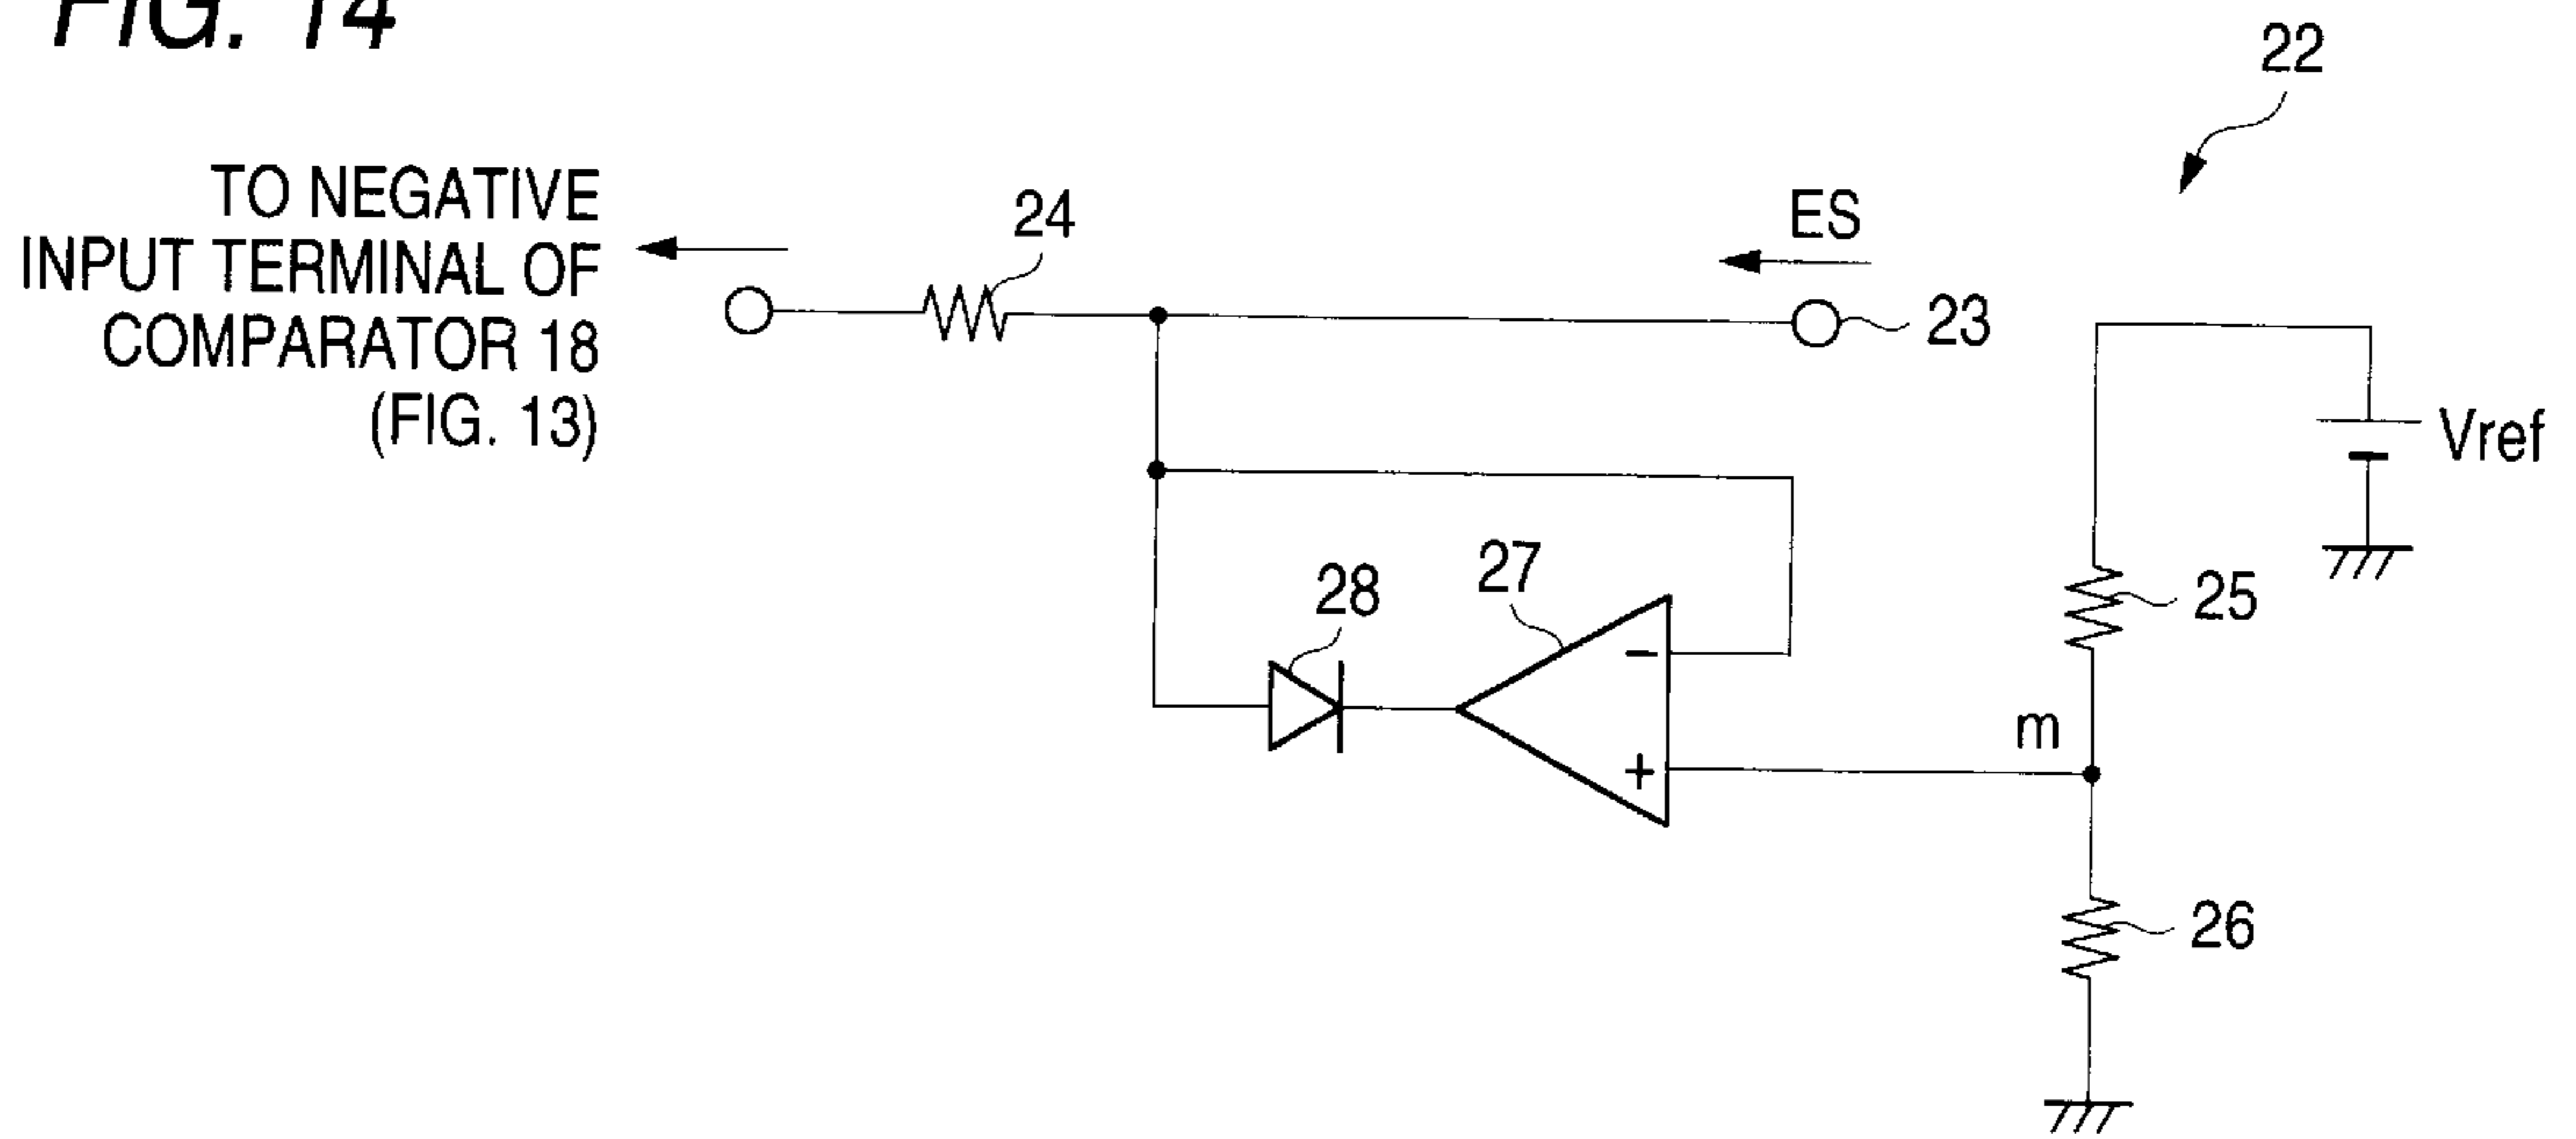 FIG. 14
22
TO NEGATIVE
INPUT TERMINAL OF
COMPARATOR 18
(FIG. 13)
24
ES
23
Vref
25
28
27
−
+
m
26